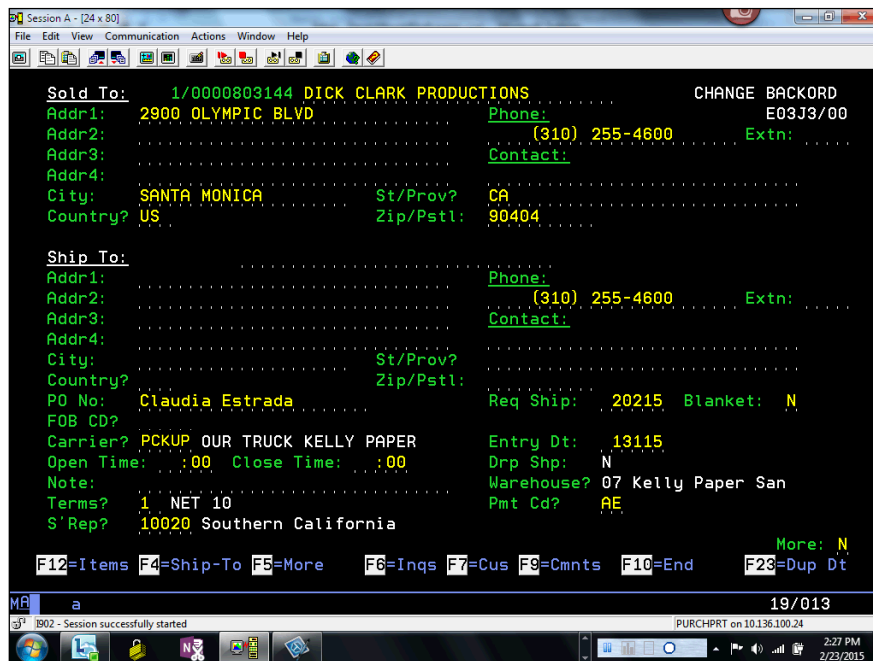 Session A - [24 x 80]
File Edit View Communication Actions Window Help
Sold To: 1/0000803144 DICK CLARK PRODUCTIONS CHANGE BACKORD
Addr1: 2900 OLYMPIC BLVD Phone: E03J3/00
Addr2: (310) 255-4600 Extn:
Addr3: Contact:
Addr4:
City: SANTA MONICA St/Prov? CA
Country? US Zip/Pstl: 90404
Ship To:
Addr1: Phone:
Addr2: (310) 255-4600 Extn:
Addr3: Contact:
Addr4:
City: St/Prov?
Country? Zip/Pstl:
PO No: Claudia Estrada Req Ship: 20215 Blanket: N
FOB CD?
Carrier? PCKUP OUR TRUCK KELLY PAPER Entry Dt: 13115
Open Time: :00 Close Time: :00 Drp Shp: N
Note: Warehouse? 07 Kelly Paper San
Terms? 1 NET 10 Pmt Cd? AE
S'Rep? 10020 Southern California
More: N
F12=Items F4=Ship-To F5=More F6=Inqs F7=Cus F9=Cmnts F10=End F23=Dup Dt
MA a 19/013
I902 - Session successfully started PURCHPRT on 10.136.100.24
2:27 PM
2/23/2015